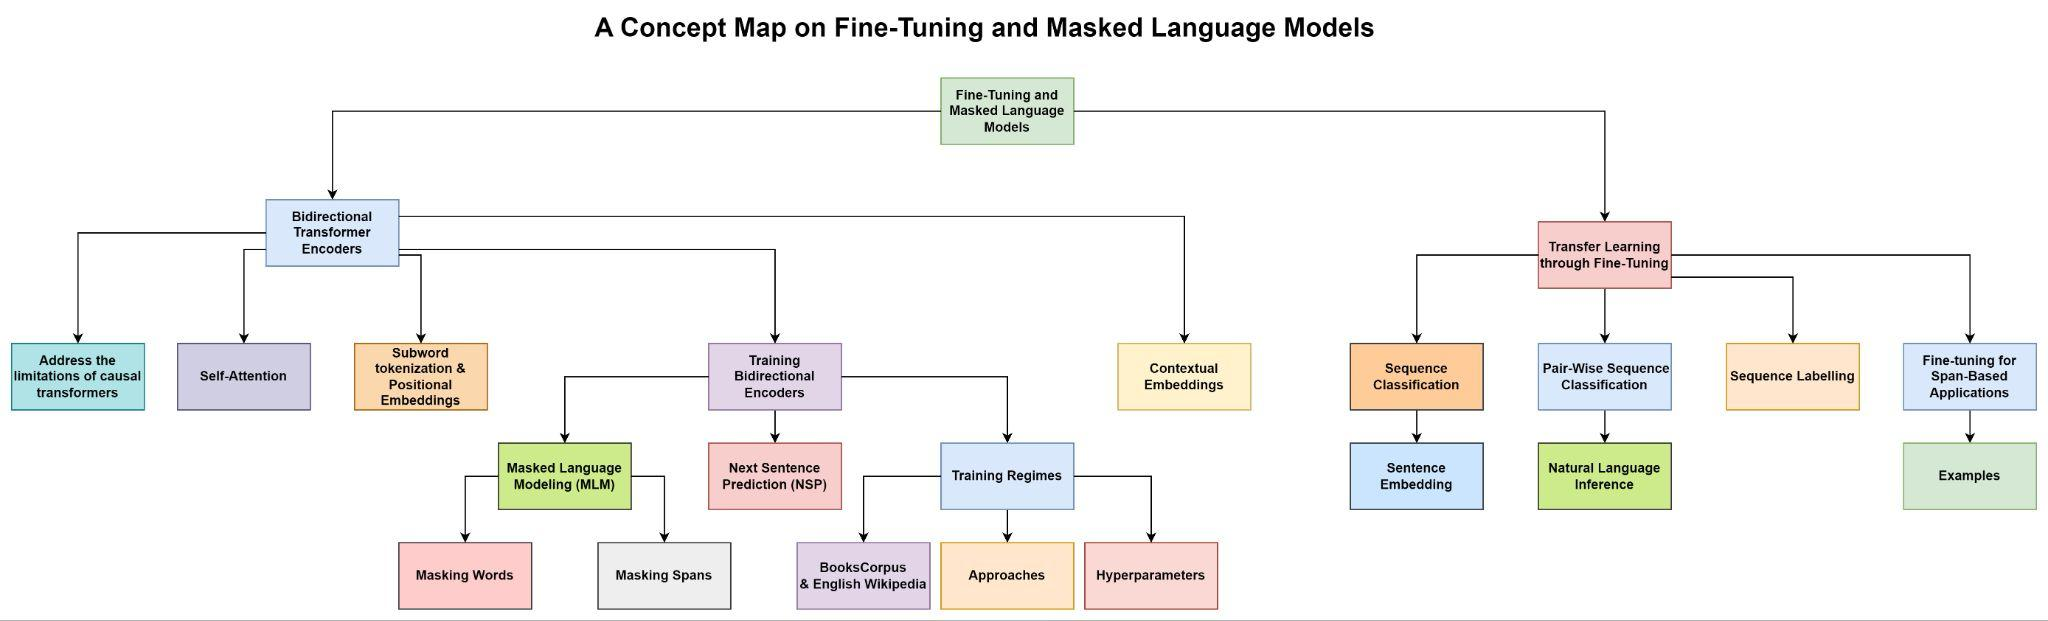 A Concept Map on Fine-Tuning and Masked Language Models
Fine-Tuning and
Masked Language
Models
Bidirectional
Transformer
Encoders
Transfer Learning
through Fine-Tuning
Address the
limitations of causal
transformers
Self-Attention
Subword
tokenization &
Positional
Embeddings
Training
Bidirectional
Encoders
Contextual
Embeddings
Sequence
Classification
Pair-Wise Sequence
Classification
Sequence Labelling
Fine-tuning for
Span-Based
Applications
Masked Language
Modeling (MLM)
Next Sentence
Prediction (NSP)
Training Regimes
Sentence
Embedding
Natural Language
Inference
Examples
Masking Words
Masking Spans
BooksCorpus
& English Wikipedia
Approaches
Hyperparameters